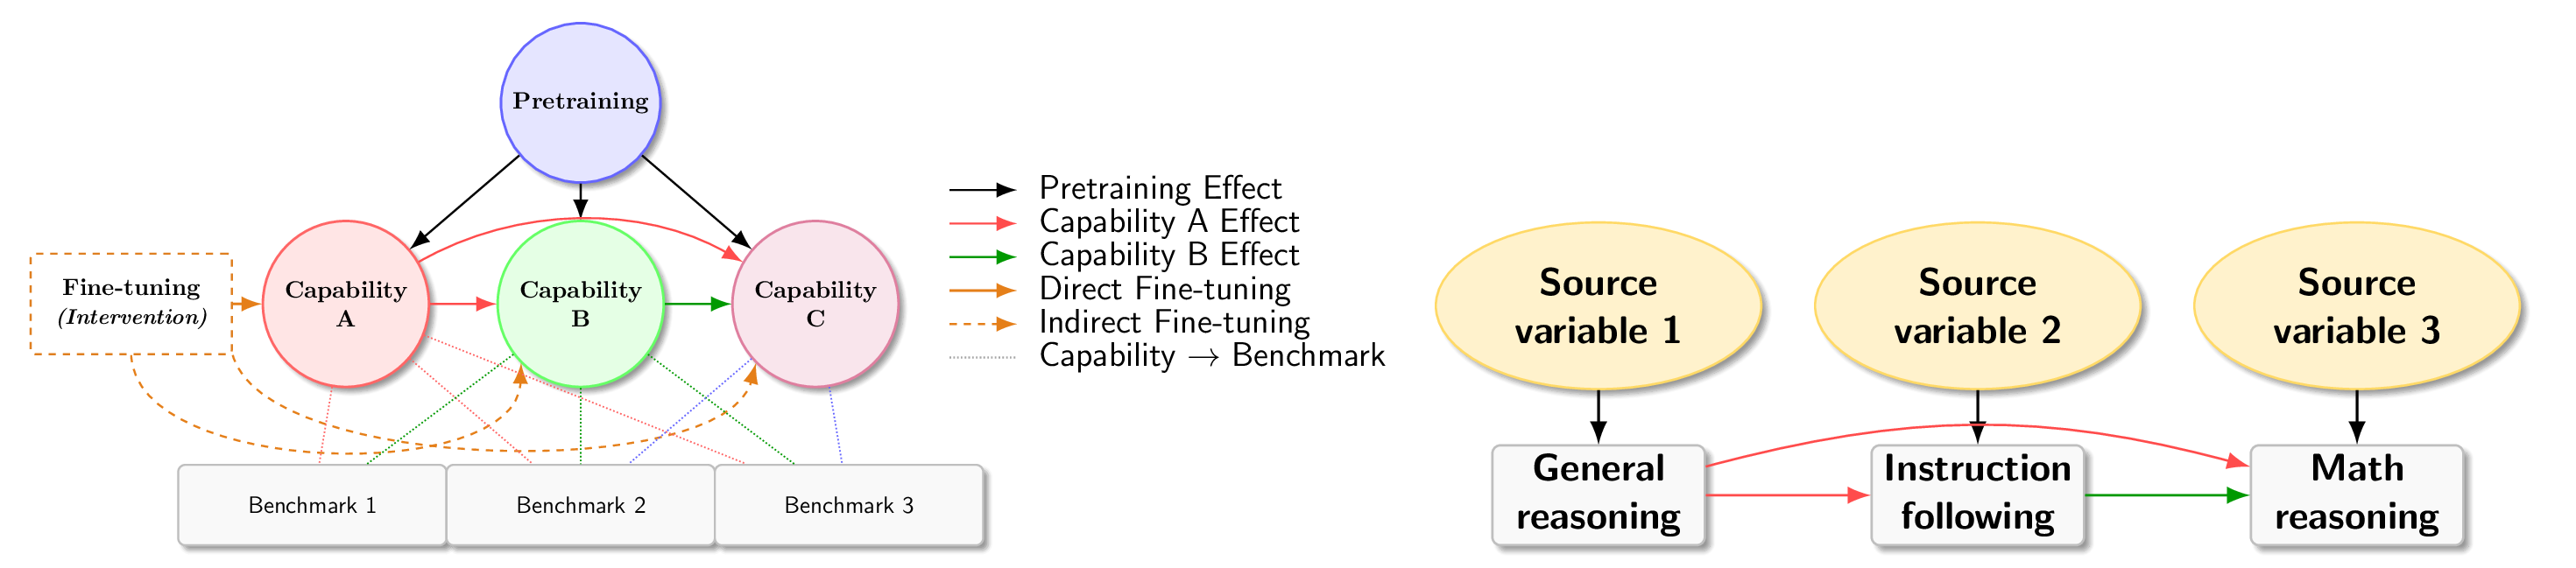 Pretraining
Fine-tuning
(Intervention)
Capability
A
Capability
B
Capability
C
Benchmark 1
Benchmark 2
Benchmark 3
Pretraining Effect
Capability A Effect
Capability B Effect
Direct Fine-tuning
Indirect Fine-tuning
Capability → Benchmark
Source
variable 1
Source
variable 2
Source
variable 3
General
reasoning
Instruction
following
Math
reasoning